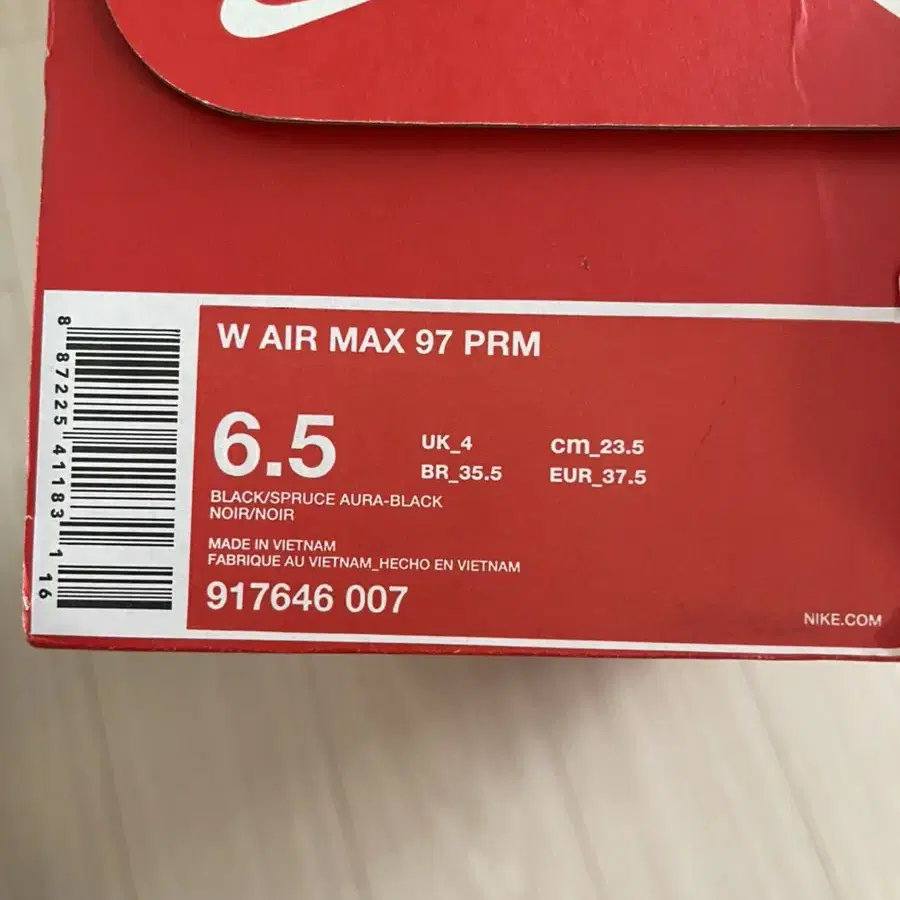 W AIR MAX 97 PRM
6.5
UK_4 cm_23.5
BR_35.5 EUR_37.5
BLACK/SPRUCE AURA-BLACK
NOIR/NOIR
MADE IN VIETNAM
FABRIQUE AU VIETNAM_HECHO EN VIETNAM
917646 007
NIKE.COM
8 87225 41183 1 16